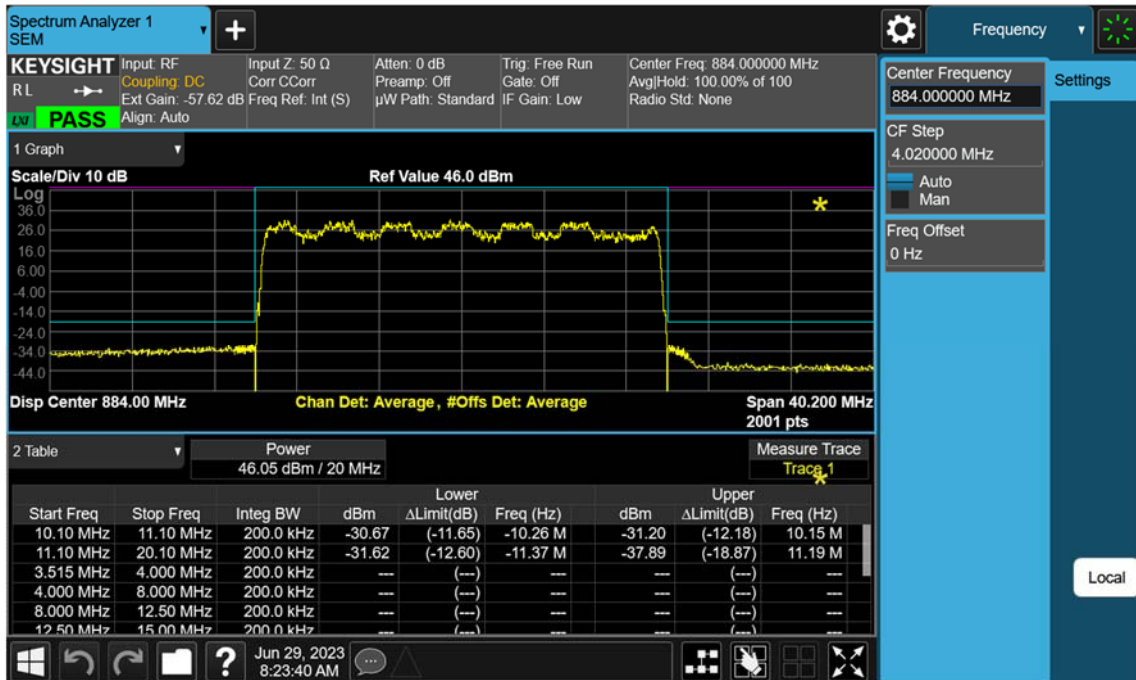 Spectrum Analyzer 1
SEM
Frequency
KEYSIGHT
R L
LXI PASS
Input: RF
Coupling: DC
Ext Gain: -57.62 dB
Align: Auto
Input Z: 50 Ω
Corr CCorr
Freq Ref: Int (S)
Atten: 0 dB
Preamp: Off
µW Path: Standard
Trig: Free Run
Gate: Off
IF Gain: Low
Center Freq: 884.000000 MHz
Avg|Hold: 100.00% of 100
Radio Std: None
Center Frequency
884.000000 MHz
Settings
CF Step
4.020000 MHz
Auto
Man
Freq Offset
0 Hz
Local
1 Graph
Scale/Div 10 dB
Ref Value 46.0 dBm
Log
36.0
26.0
16.0
6.00
-4.00
-14.0
-24.0
-34.0
-44.0
Disp Center 884.00 MHz
Chan Det: Average, #Offs Det: Average
Span 40.200 MHz
2001 pts
2 Table
Power
46.05 dBm / 20 MHz
Measure Trace
Trace 1
Lower Upper
Start Freq Stop Freq Integ BW dBm ΔLimit(dB) Freq (Hz) dBm ΔLimit(dB) Freq (Hz)
10.10 MHz 11.10 MHz 200.0 kHz -30.67 (-11.65) -10.26 M -31.20 (-12.18) 10.15 M
11.10 MHz 20.10 MHz 200.0 kHz -31.62 (-12.60) -11.37 M -37.89 (-18.87) 11.19 M
3.515 MHz 4.000 MHz 200.0 kHz --- (---) --- --- (---) ---
4.000 MHz 8.000 MHz 200.0 kHz --- (---) --- --- (---) ---
8.000 MHz 12.50 MHz 200.0 kHz --- (---) --- --- (---) ---
12.50 MHz 15.00 MHz 200.0 kHz --- (---) --- --- (---) ---
?
Jun 29, 2023
8:23:40 AM